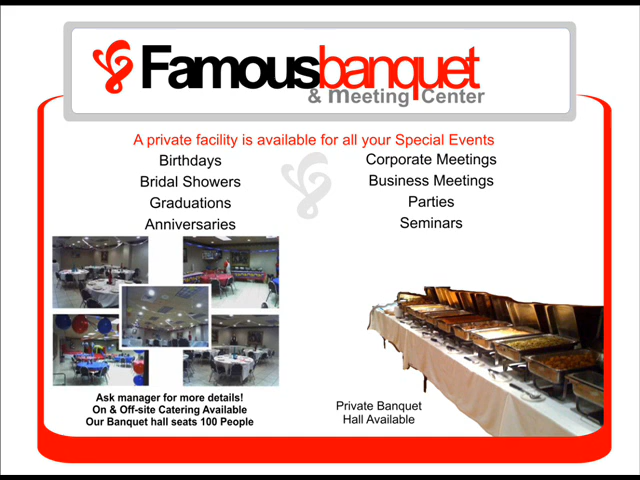 Famousbanquet
& meeting Center
A private facility is available for all your Special Events
Birthdays
Bridal Showers
Graduations
Anniversaries
Corporate Meetings
Business Meetings
Parties
Seminars
Ask manager for more details!
On & Off-site Catering Available
Our Banquet hall seats 100 People
Private Banquet
Hall Available